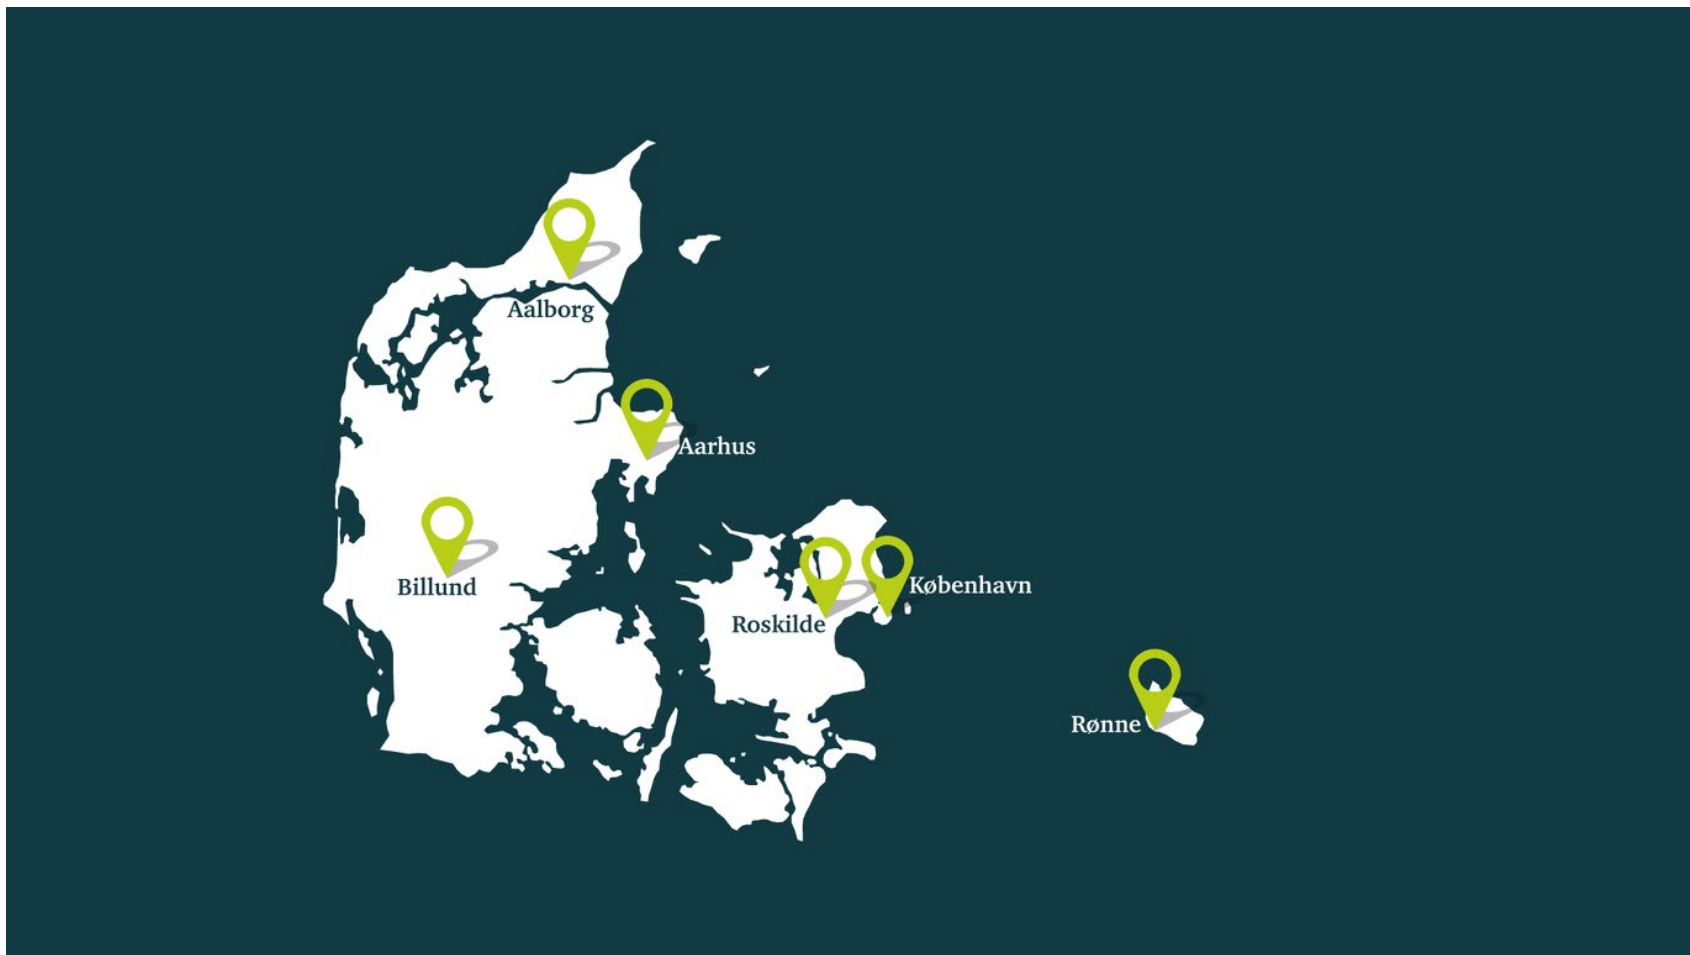 Aalborg
Aarhus
Billund
København
Roskilde
Rønne